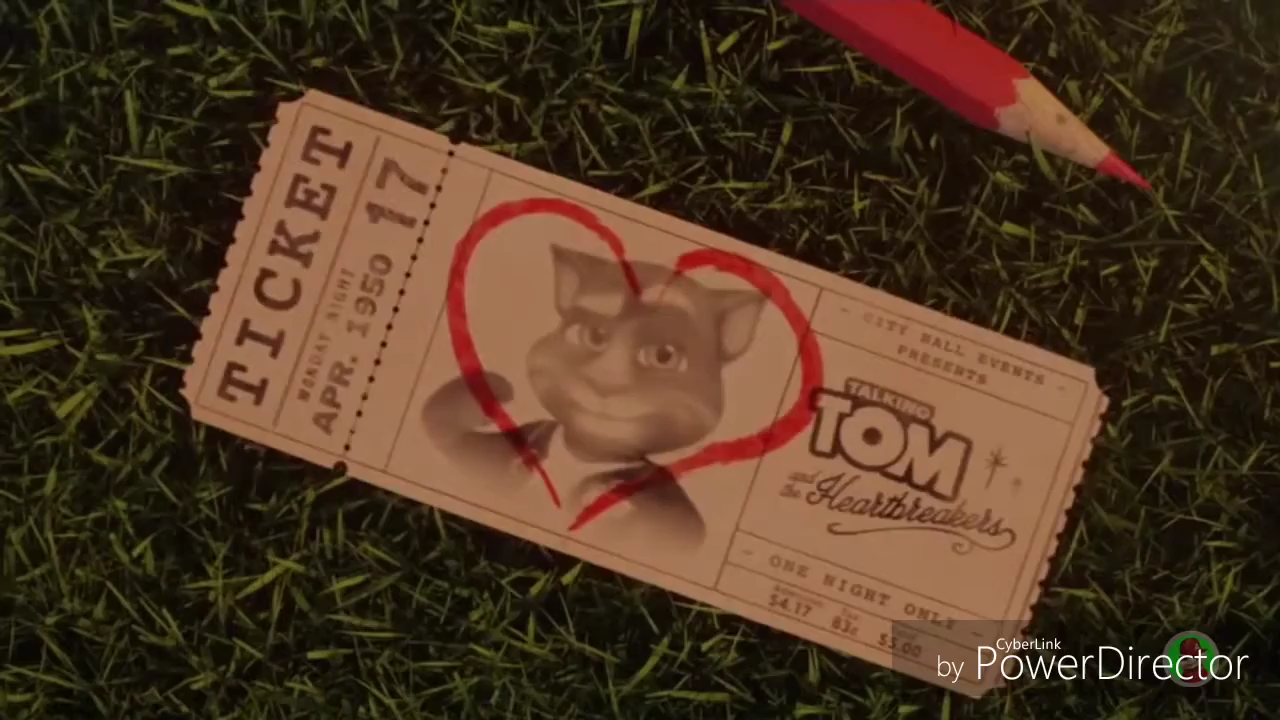 TICKET
MONDAY NIGHT
APR. 1950 17
- CITY HALL EVENTS -
PRESENTS
TALKING
TOM
and the Heartbreakers
- ONE NIGHT ONLY -
$4.17 83¢ $5.00
CyberLink
by PowerDirector